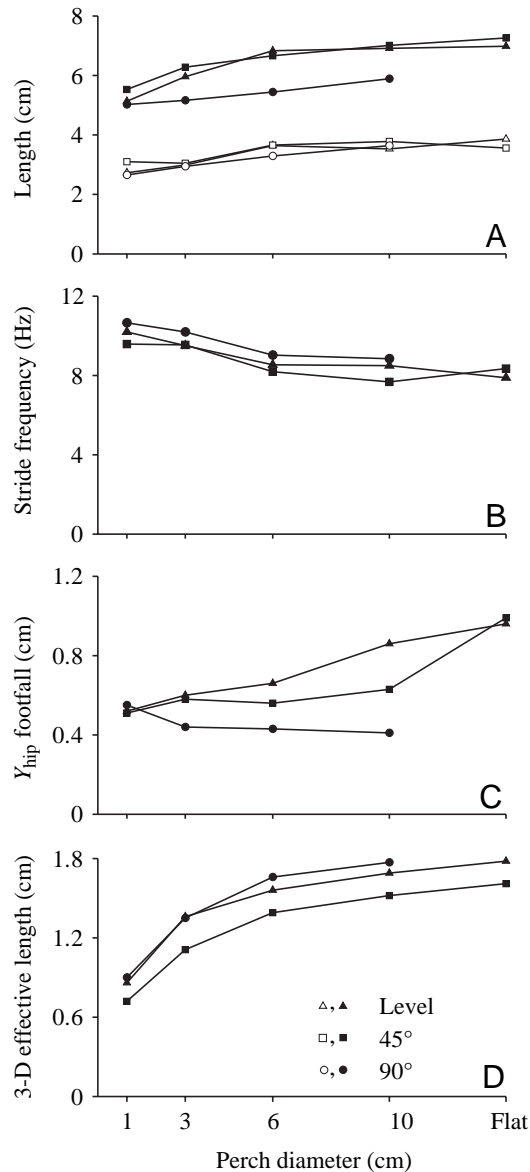 8
6
4
2
0
Length (cm)
A
12
8
4
0
Stride frequency (Hz)
B
1.2
0.8
0.4
0
Yhip footfall (cm)
C
1.8
1.2
0.6
0
3-D effective length (cm)
Level
45°
90°
D
1 3 6 10 Flat
Perch diameter (cm)